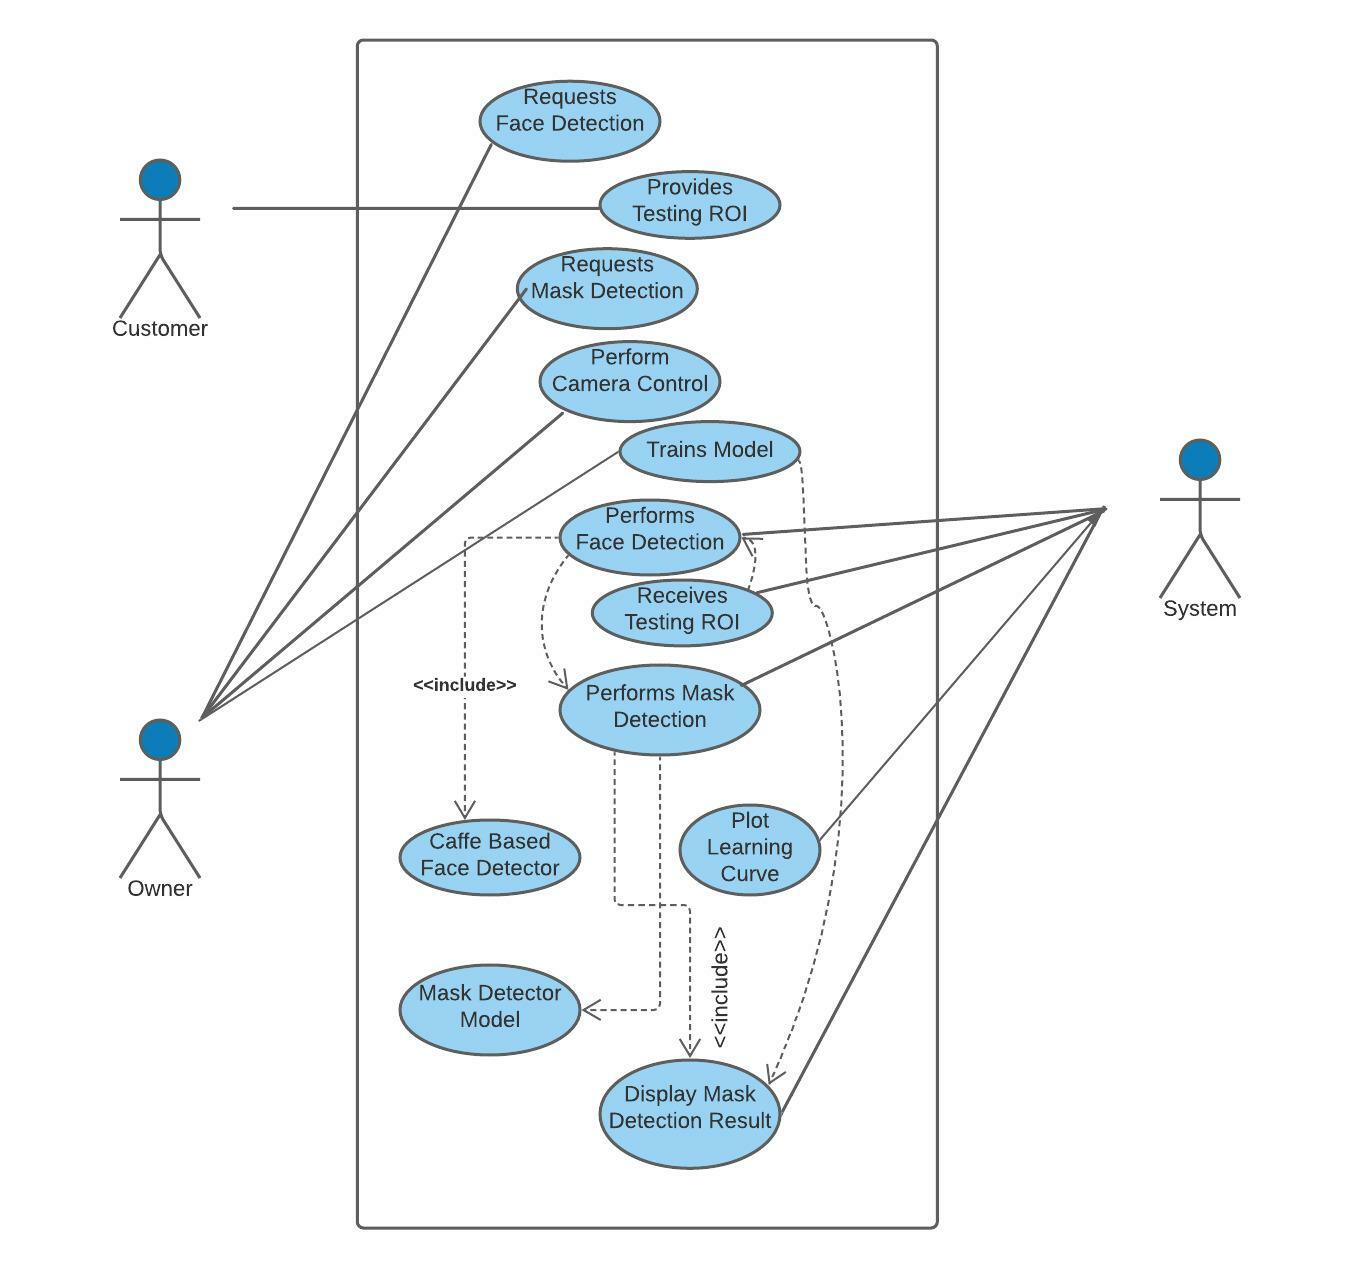 Requests
Face Detection
Provides
Testing ROI
Customer
Requests
Mask Detection
Perform
Camera Control
Trains Model
Performs
Face Detection
Receives
Testing ROI
System
<<include>>
Performs Mask
Detection
Owner
Caffe Based
Face Detector
Plot
Learning
Curve
<<include>>
Mask Detector
Model
Display Mask
Detection Result